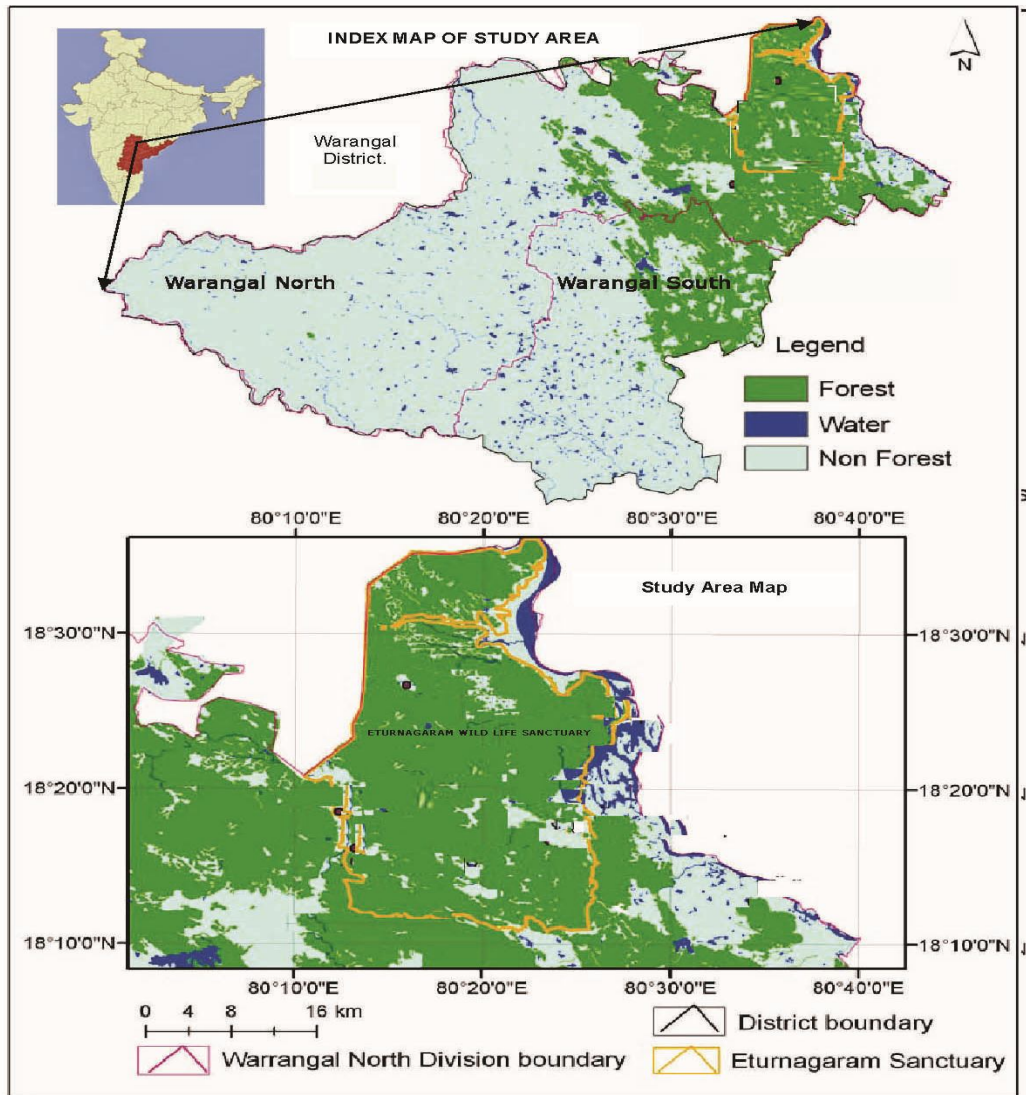 INDEX MAP OF STUDY AREA
N
Warangal
District.
Warangal North
Warangal South
Legend
Forest
Water
Non Forest
80°10'0"E
80°20'0"E
80°30'0"E
80°40'0"E
Study Area Map
18°30'0"N
18°30'0"N
ETURNAGARAM WILD LIFE SANCTUARY
18°20'0"N
18°20'0"N
18°10'0"N
18°10'0"N
80°10'0"E
80°20'0"E
80°30'0"E
80°40'0"E
0 4 8 16 km
District boundary
Warrangal North Division boundary
Eturnagaram Sanctuary